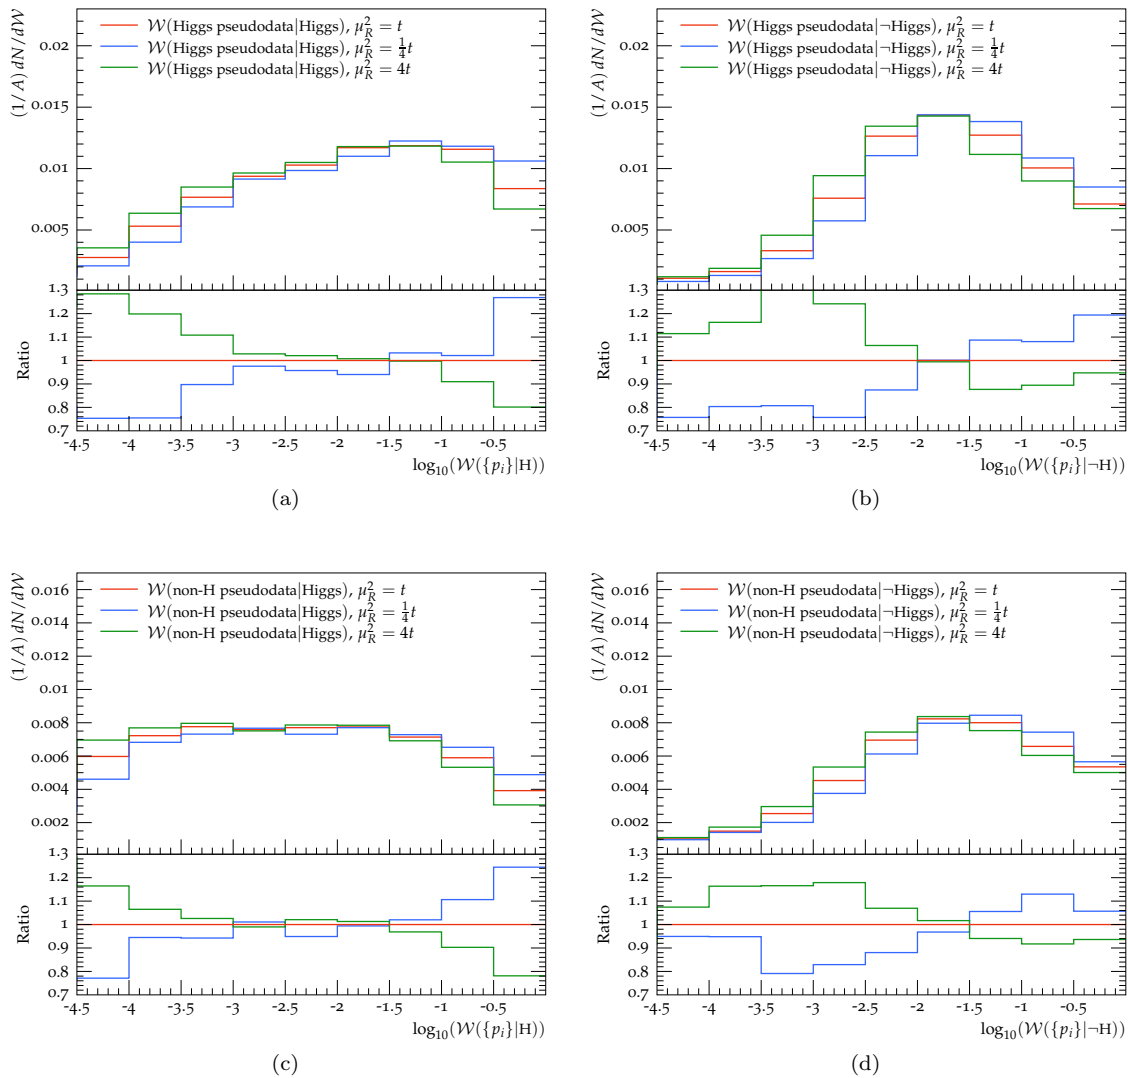 (1/A) dN/dW
0.02
0.015
0.01
0.005
W(Higgs pseudodata|Higgs), μ_R^2 = t
W(Higgs pseudodata|Higgs), μ_R^2 = 1/4 t
W(Higgs pseudodata|Higgs), μ_R^2 = 4t
Ratio
1.3
1.2
1.1
1
0.9
0.8
0.7
-4.5 -4 -3.5 -3 -2.5 -2 -1.5 -1 -0.5
log10(W({p_i}|H))
(a)
(1/A) dN/dW
0.02
0.015
0.01
0.005
W(Higgs pseudodata|¬Higgs), μ_R^2 = t
W(Higgs pseudodata|¬Higgs), μ_R^2 = 1/4 t
W(Higgs pseudodata|¬Higgs), μ_R^2 = 4t
Ratio
1.3
1.2
1.1
1
0.9
0.8
0.7
-4.5 -4 -3.5 -3 -2.5 -2 -1.5 -1 -0.5
log10(W({p_i}|¬H))
(b)
(1/A) dN/dW
0.016
0.014
0.012
0.01
0.008
0.006
0.004
0.002
W(non-H pseudodata|Higgs), μ_R^2 = t
W(non-H pseudodata|Higgs), μ_R^2 = 1/4 t
W(non-H pseudodata|Higgs), μ_R^2 = 4t
Ratio
1.3
1.2
1.1
1
0.9
0.8
0.7
-4.5 -4 -3.5 -3 -2.5 -2 -1.5 -1 -0.5
log10(W({p_i}|H))
(c)
(1/A) dN/dW
0.016
0.014
0.012
0.01
0.008
0.006
0.004
0.002
W(non-H pseudodata|¬Higgs), μ_R^2 = t
W(non-H pseudodata|¬Higgs), μ_R^2 = 1/4 t
W(non-H pseudodata|¬Higgs), μ_R^2 = 4t
Ratio
1.3
1.2
1.1
1
0.9
0.8
0.7
-4.5 -4 -3.5 -3 -2.5 -2 -1.5 -1 -0.5
log10(W({p_i}|¬H))
(d)